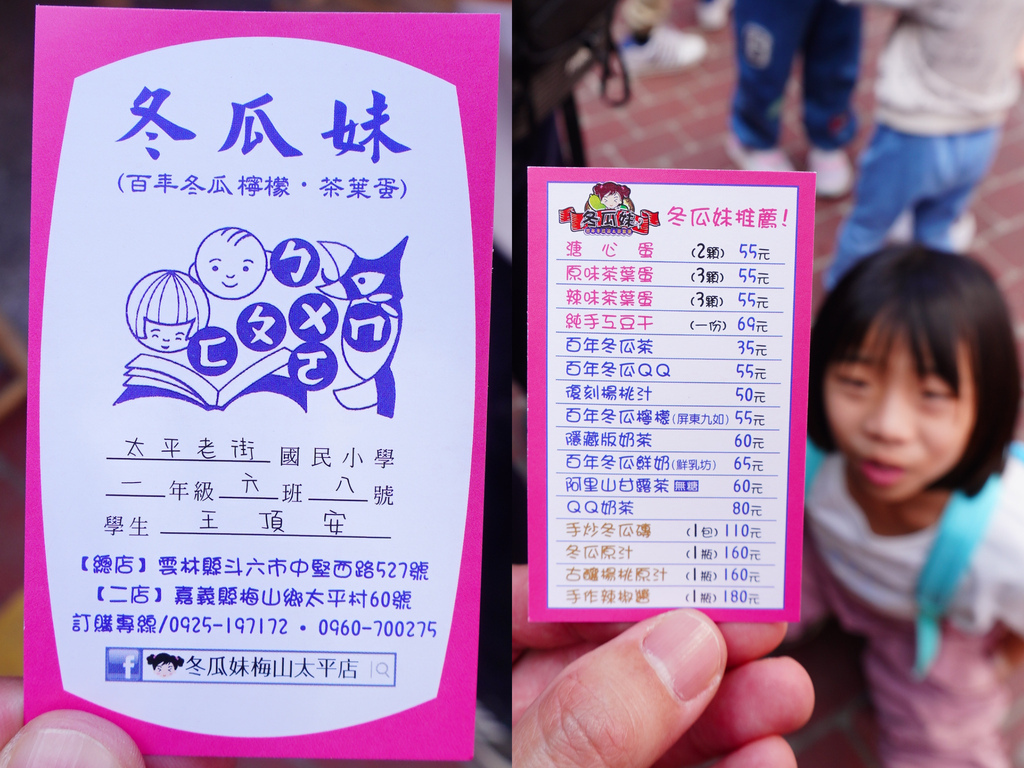 冬瓜妹
(百年冬瓜檸檬·茶葉蛋)
ㄅ
ㄆㄨㄇ
ㄈㄛ
太平老街國民小學
一年級六班八號
學生 王頂安
【總店】雲林縣斗六市中堅西路527號
【二店】嘉義縣梅山鄉太平村60號
訂購專線/0925-197172·0960-700275
f 冬瓜妹梅山太平店
冬瓜妹
冬瓜妹推薦!
溏心蛋 (2顆) 55元
原味茶葉蛋 (3顆) 55元
辣味茶葉蛋 (3顆) 55元
純手工豆干 (一份) 69元
百年冬瓜茶 35元
百年冬瓜QQ 55元
復刻楊桃汁 50元
百年冬瓜檸檬(屏東九如) 55元
隱藏版奶茶 60元
百年冬瓜鮮奶(鮮乳坊) 65元
阿里山甘露茶 無糖 60元
QQ奶茶 80元
手炒冬瓜磚 (1包) 110元
冬瓜原汁 (1瓶) 160元
古釀楊桃原汁 (1瓶) 160元
手作辣椒醬 (1瓶) 180元